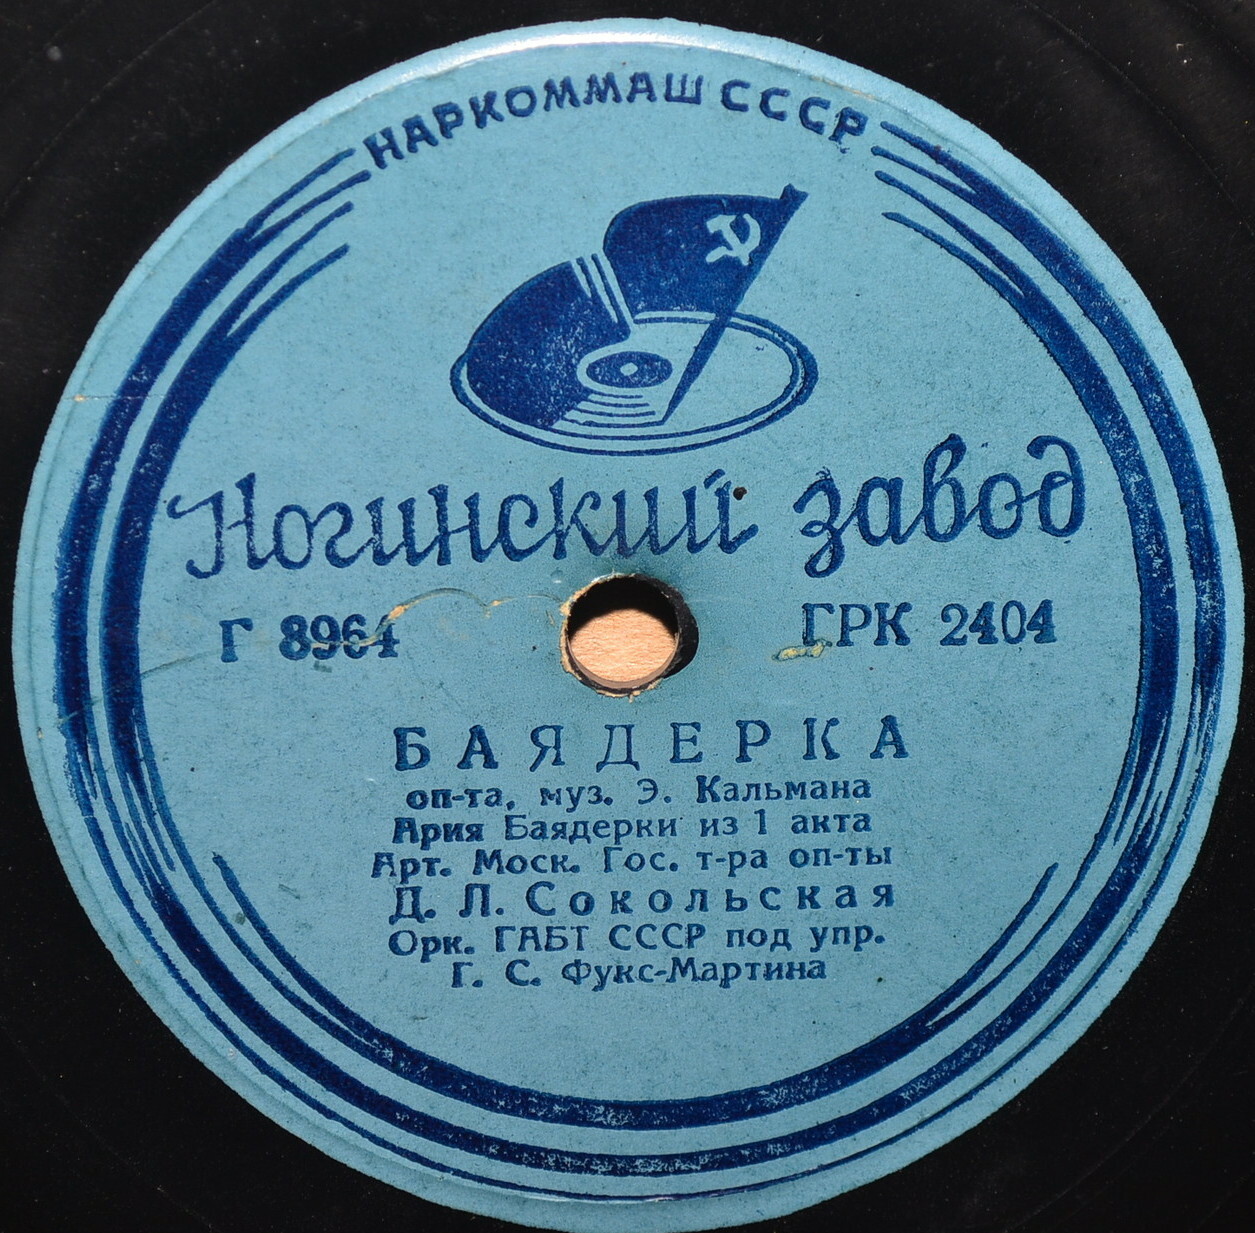 НАРКОММАШ СССР
Ногинский завод
Г 8964 ГРК 2404
БАЯДЕРКА
оп-та, муз. Э. Кальмана
Ария Баядерки из 1 акта
Арт. Моск. Гос. т-ра оп-ты
Д. Л. Сокольская
Орк. ГАБТ СССР под упр.
Г. С. Фукс-Мартина